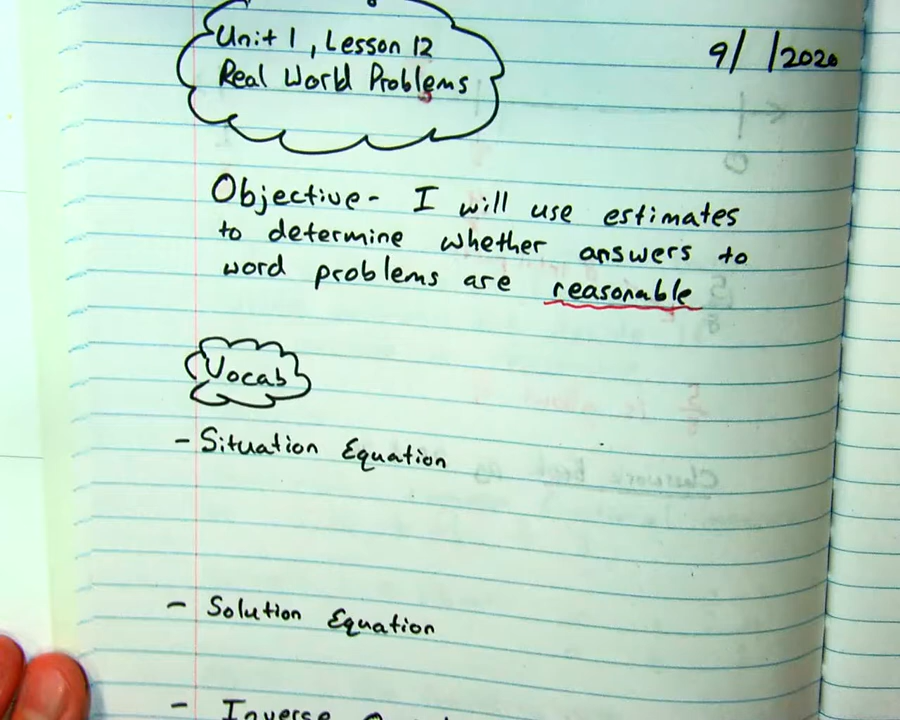 Unit 1, Lesson 12
9/ /2020
Real World Problems
Objective- I will use estimates
to determine whether answers to
word problems are reasonable
Vocab
- Situation Equation
- Solution Equation
- Inverse